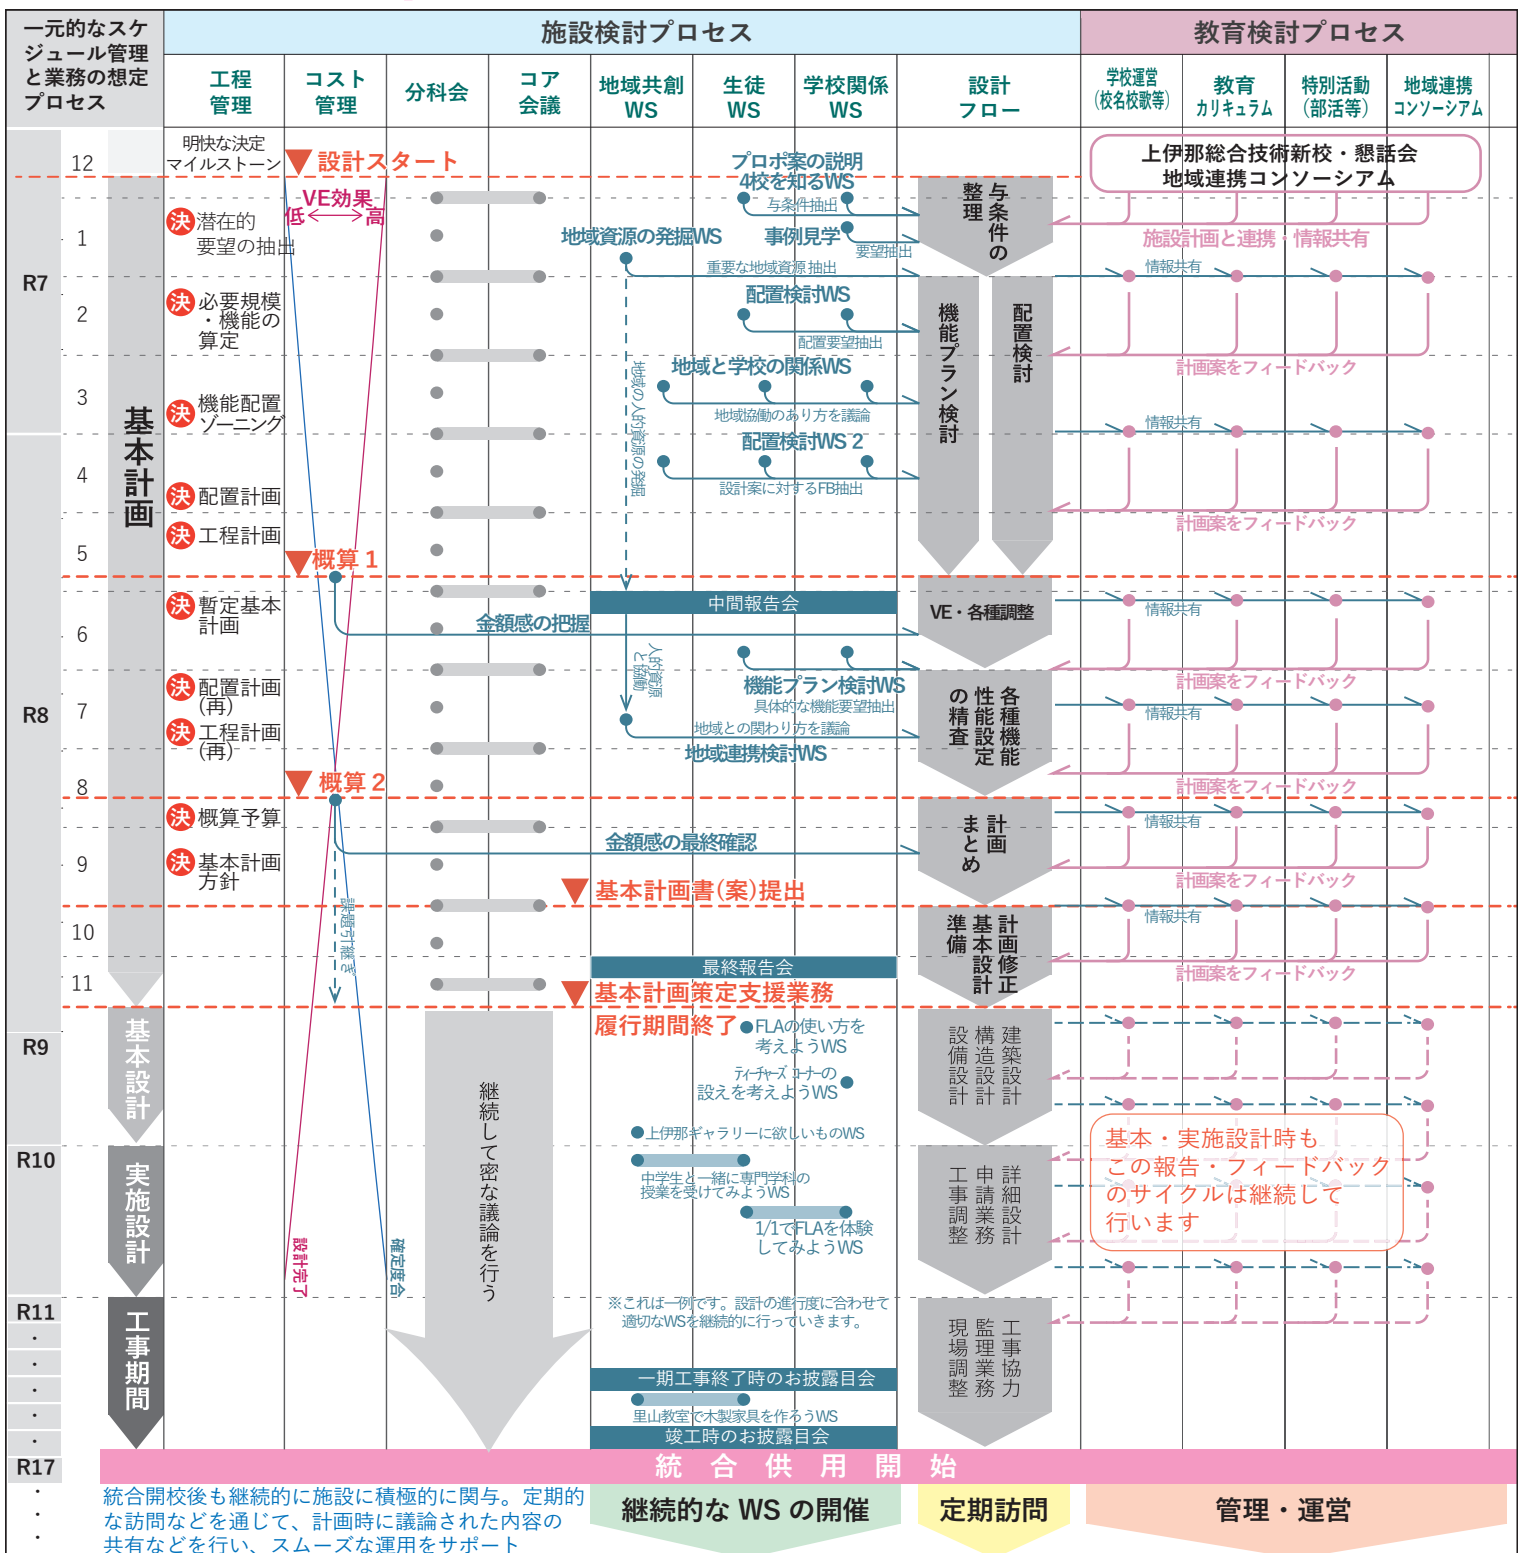 一元的なスケ
ジュール管理
と業務の想定
プロセス
施設検討プロセス
教育検討プロセス
工程
管理
コスト
管理
分科会
コア
会議
地域共創
WS
生徒
WS
学校関係
WS
設計
フロー
学校運営
(校名校歌等)
教育
カリキュラム
特別活動
(部活等)
地域連携
コンソーシアム
R7
R8
R9
R10
R11
・
・
・
・
・
R17
・
・
・
12
1
2
3
4
5
6
7
8
9
10
11
基本計画
基本設計
実施設計
工事期間
明快な決定
マイルストーン
決 潜在的
要望の抽出
決 必要規模
・機能の
算定
決 機能配置
ゾーニング
決 配置計画
決 工程計画
決 暫定基本
計画
決 配置計画
(再)
決 工程計画
(再)
決 概算予算
決 基本計画
方針
▼設計スタート
VE効果
低 高
▼概算1
▼概算2
金額感の把握
金額感の最終確認
課題引継ぎ
設計完了
確定度合
▼基本計画書(案)提出
▼基本計画策定支援業務
履行期間終了
継続して密な議論を行う
プロポ案の説明
4校を知るWS
与条件抽出
地域資源の発掘WS
事例見学
要望抽出
重要な地域資源抽出
配置検討WS
配置要望抽出
地域と学校の関係WS
地域協働のあり方を議論
地域の人的資源の発掘
配置検討WS 2
設計案に対するFB抽出
中間報告会
人的資源
と協働
機能プラン検討WS
具体的な機能要望抽出
地域との関わり方を議論
地域連携検討WS
最終報告会
FLAの使い方を
考えようWS
ティーチャーズコーナーの
設えを考えようWS
上伊那ギャラリーに欲しいものWS
中学生と一緒に専門学科の
授業を受けてみようWS
1/1でFLAを体験
してみようWS
※これは一例です。設計の進行度に合わせて
適切なWSを継続的に行っていきます。
一期工事終了時のお披露目会
里山教室で木製家具を作ろうWS
竣工時のお披露目会
与条件の
整理
機能プラン検討
配置検討
VE・各種調整
各種機能
性能設定
の精査
計画
まとめ
計画修正
基本設計
準備
建築設計
構造設計
設備設計
詳細設計
申請業務
工事調整
工事協力
監理業務
現場調整
上伊那総合技術新校・懇話会
地域連携コンソーシアム
施設計画と連携・情報共有
情報共有
計画案をフィードバック
情報共有
計画案をフィードバック
情報共有
計画案をフィードバック
情報共有
計画案をフィードバック
情報共有
計画案をフィードバック
情報共有
計画案をフィードバック
基本・実施設計時も
この報告・フィードバック
のサイクルは継続して
行います
統合供用開始
統合開校後も継続的に施設に積極的に関与。定期的
な訪問などを通じて、計画時に議論された内容の
共有などを行い、スムーズな運用をサポート
継続的な WS の開催
定期訪問
管理・運営